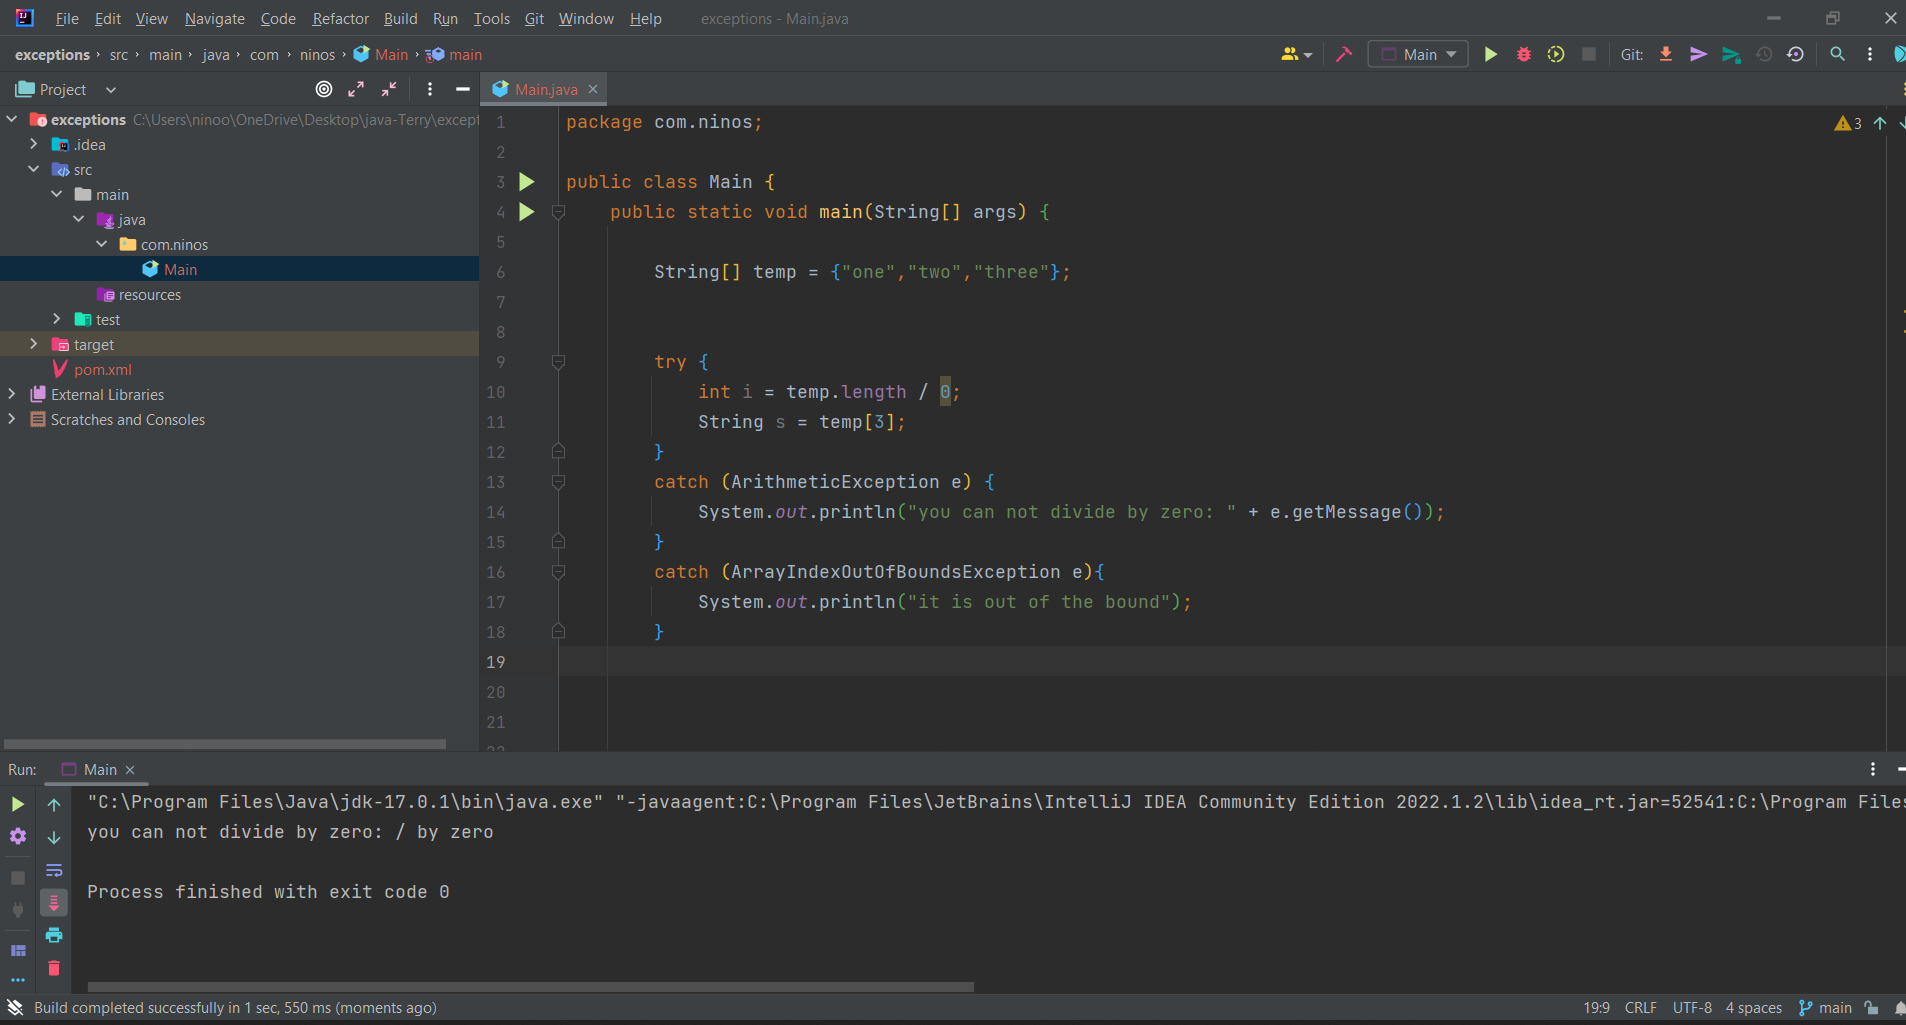 File Edit View Navigate Code Refactor Build Run Tools Git Window Help exceptions - Main.java
exceptions › src › main › java › com › ninos › Main › main
Main
Git:
Project
Main.java
exceptions C:\Users\ninoo\OneDrive\Desktop\java-Terry\except
.idea
src
main
java
com.ninos
Main
resources
test
target
pom.xml
External Libraries
Scratches and Consoles
3
1 package com.ninos;
2
3 public class Main {
4 public static void main(String[] args) {
5
6 String[] temp = {"one","two","three"};
7
8
9 try {
10 int i = temp.length / 0;
11 String s = temp[3];
12 }
13 catch (ArithmeticException e) {
14 System.out.println("you can not divide by zero: " + e.getMessage());
15 }
16 catch (ArrayIndexOutOfBoundsException e){
17 System.out.println("it is out of the bound");
18 }
19
20
21
Run: Main
"C:\Program Files\Java\jdk-17.0.1\bin\java.exe" "-javaagent:C:\Program Files\JetBrains\IntelliJ IDEA Community Edition 2022.1.2\lib\idea_rt.jar=52541:C:\Program Files
you can not divide by zero: / by zero
Process finished with exit code 0
Build completed successfully in 1 sec, 550 ms (moments ago)
19:9 CRLF UTF-8 4 spaces main